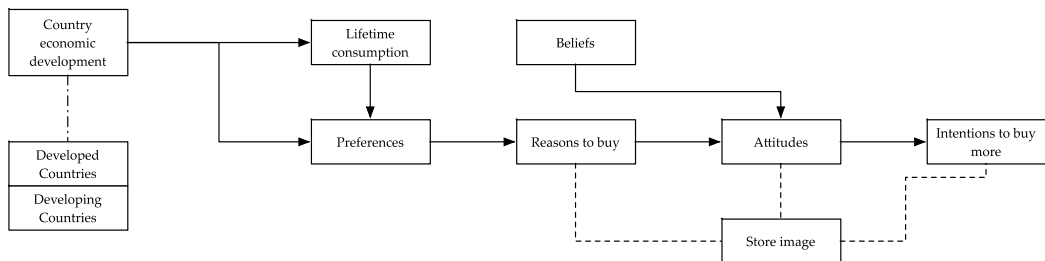 Country
economic
development
Lifetime
consumption
Beliefs
Preferences
Reasons to buy
Attitudes
Intentions to buy
more
Developed
Countries
Developing
Countries
Store image